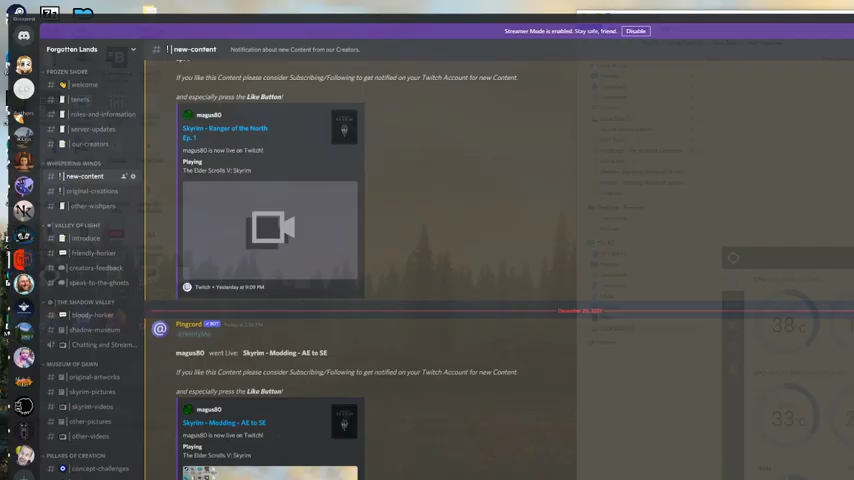 Discord
Streamer Mode is enabled. Stay safe, friend.
Disable
Forgotten Lands
new-content
Notification about new Content from our Creators.
FROZEN SHORE
welcome
tenets
roles-and-information
server-updates
our-creators
WHISPERING WINDS
new-content
original-creations
other-wishpers
VALLEY OF LIGHT
introduce
friendly-horker
creators-feedback
speak-to-the-ghosts
THE SHADOW VALLEY
bloody-horker
shadow-museum
Chatting and Stream...
MUSEUM OF DAWN
original-artworks
skyrim-pictures
skyrim-videos
other-pictures
other-videos
PILLARS OF CREATION
concept-challenges
If you like this Content please consider Subscribing/Following to get notified on your Twitch Account for new Content.
and especially press the Like Button!
magus80
Skyrim - Ranger of the North
Ep. 1
magus80 is now live on Twitch!
Playing
The Elder Scrolls V: Skyrim
Twitch • Yesterday at 9:09 PM
Pingcord BOT
magus80 went Live: Skyrim - Modding - AE to SE
If you like this Content please consider Subscribing/Following to get notified on your Twitch Account for new Content.
and especially press the Like Button!
magus80
Skyrim - Modding - AE to SE
magus80 is now live on Twitch!
Playing
The Elder Scrolls V: Skyrim
38°C
33°C